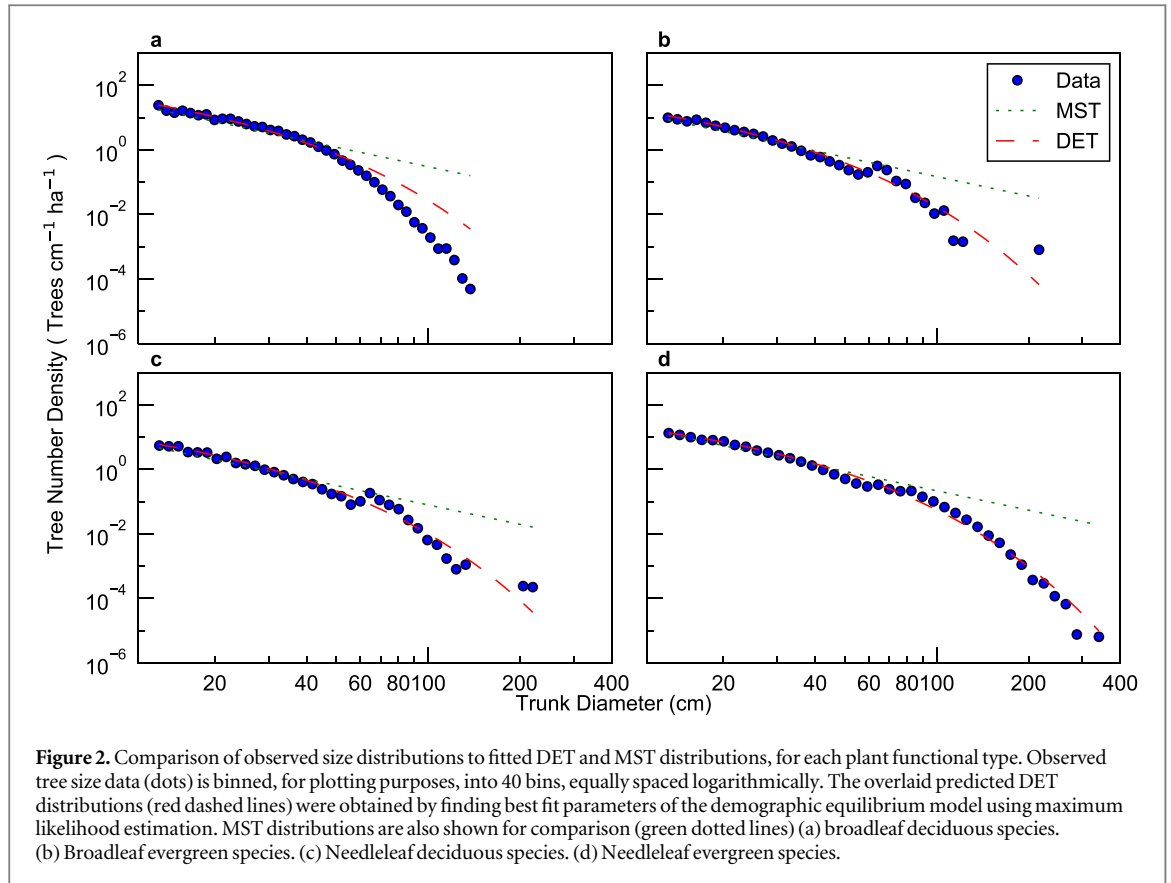 a
b
Data
MST
DET
10²
10⁰
10⁻²
10⁻⁴
10⁻⁶
c
d
10²
10⁰
10⁻²
10⁻⁴
10⁻⁶
Tree Number Density ( Trees cm⁻¹ ha⁻¹ )
20 40 60 80 100 200 400
20 40 60 80 100 200 400
Trunk Diameter (cm)
Figure 2. Comparison of observed size distributions to fitted DET and MST distributions, for each plant functional type. Observed
tree size data (dots) is binned, for plotting purposes, into 40 bins, equally spaced logarithmically. The overlaid predicted DET
distributions (red dashed lines) were obtained by finding best fit parameters of the demographic equilibrium model using maximum
likelihood estimation. MST distributions are also shown for comparison (green dotted lines) (a) broadleaf deciduous species.
(b) Broadleaf evergreen species. (c) Needleleaf deciduous species. (d) Needleleaf evergreen species.